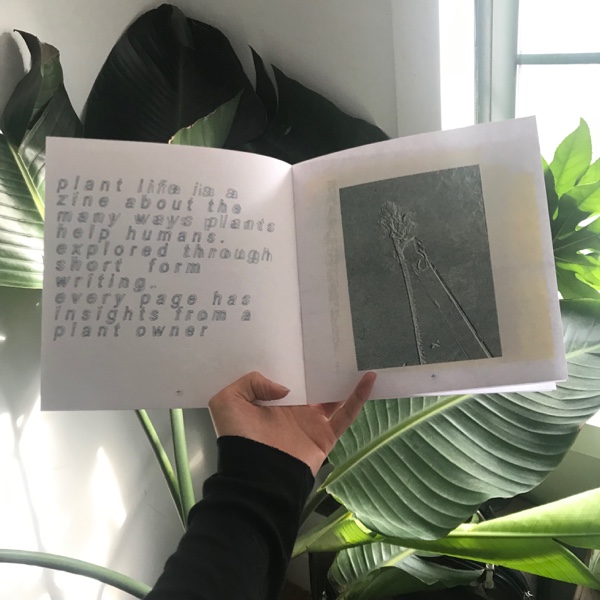 plant life is a
zine about the
many ways plants
help humans.
explored through
short form
writing.
every page has
insights from a
plant owner